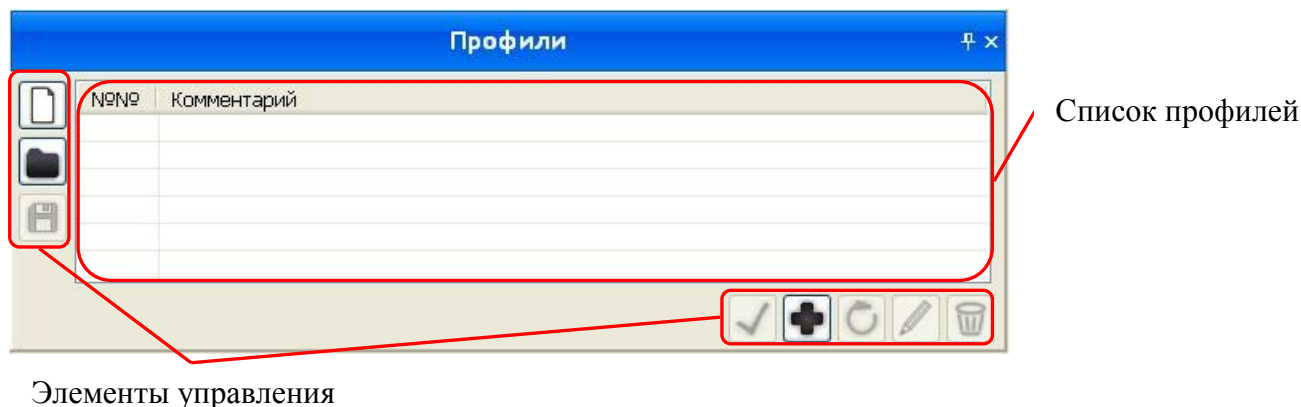 Профили
№№ Комментарий
Список профилей
Элементы управления